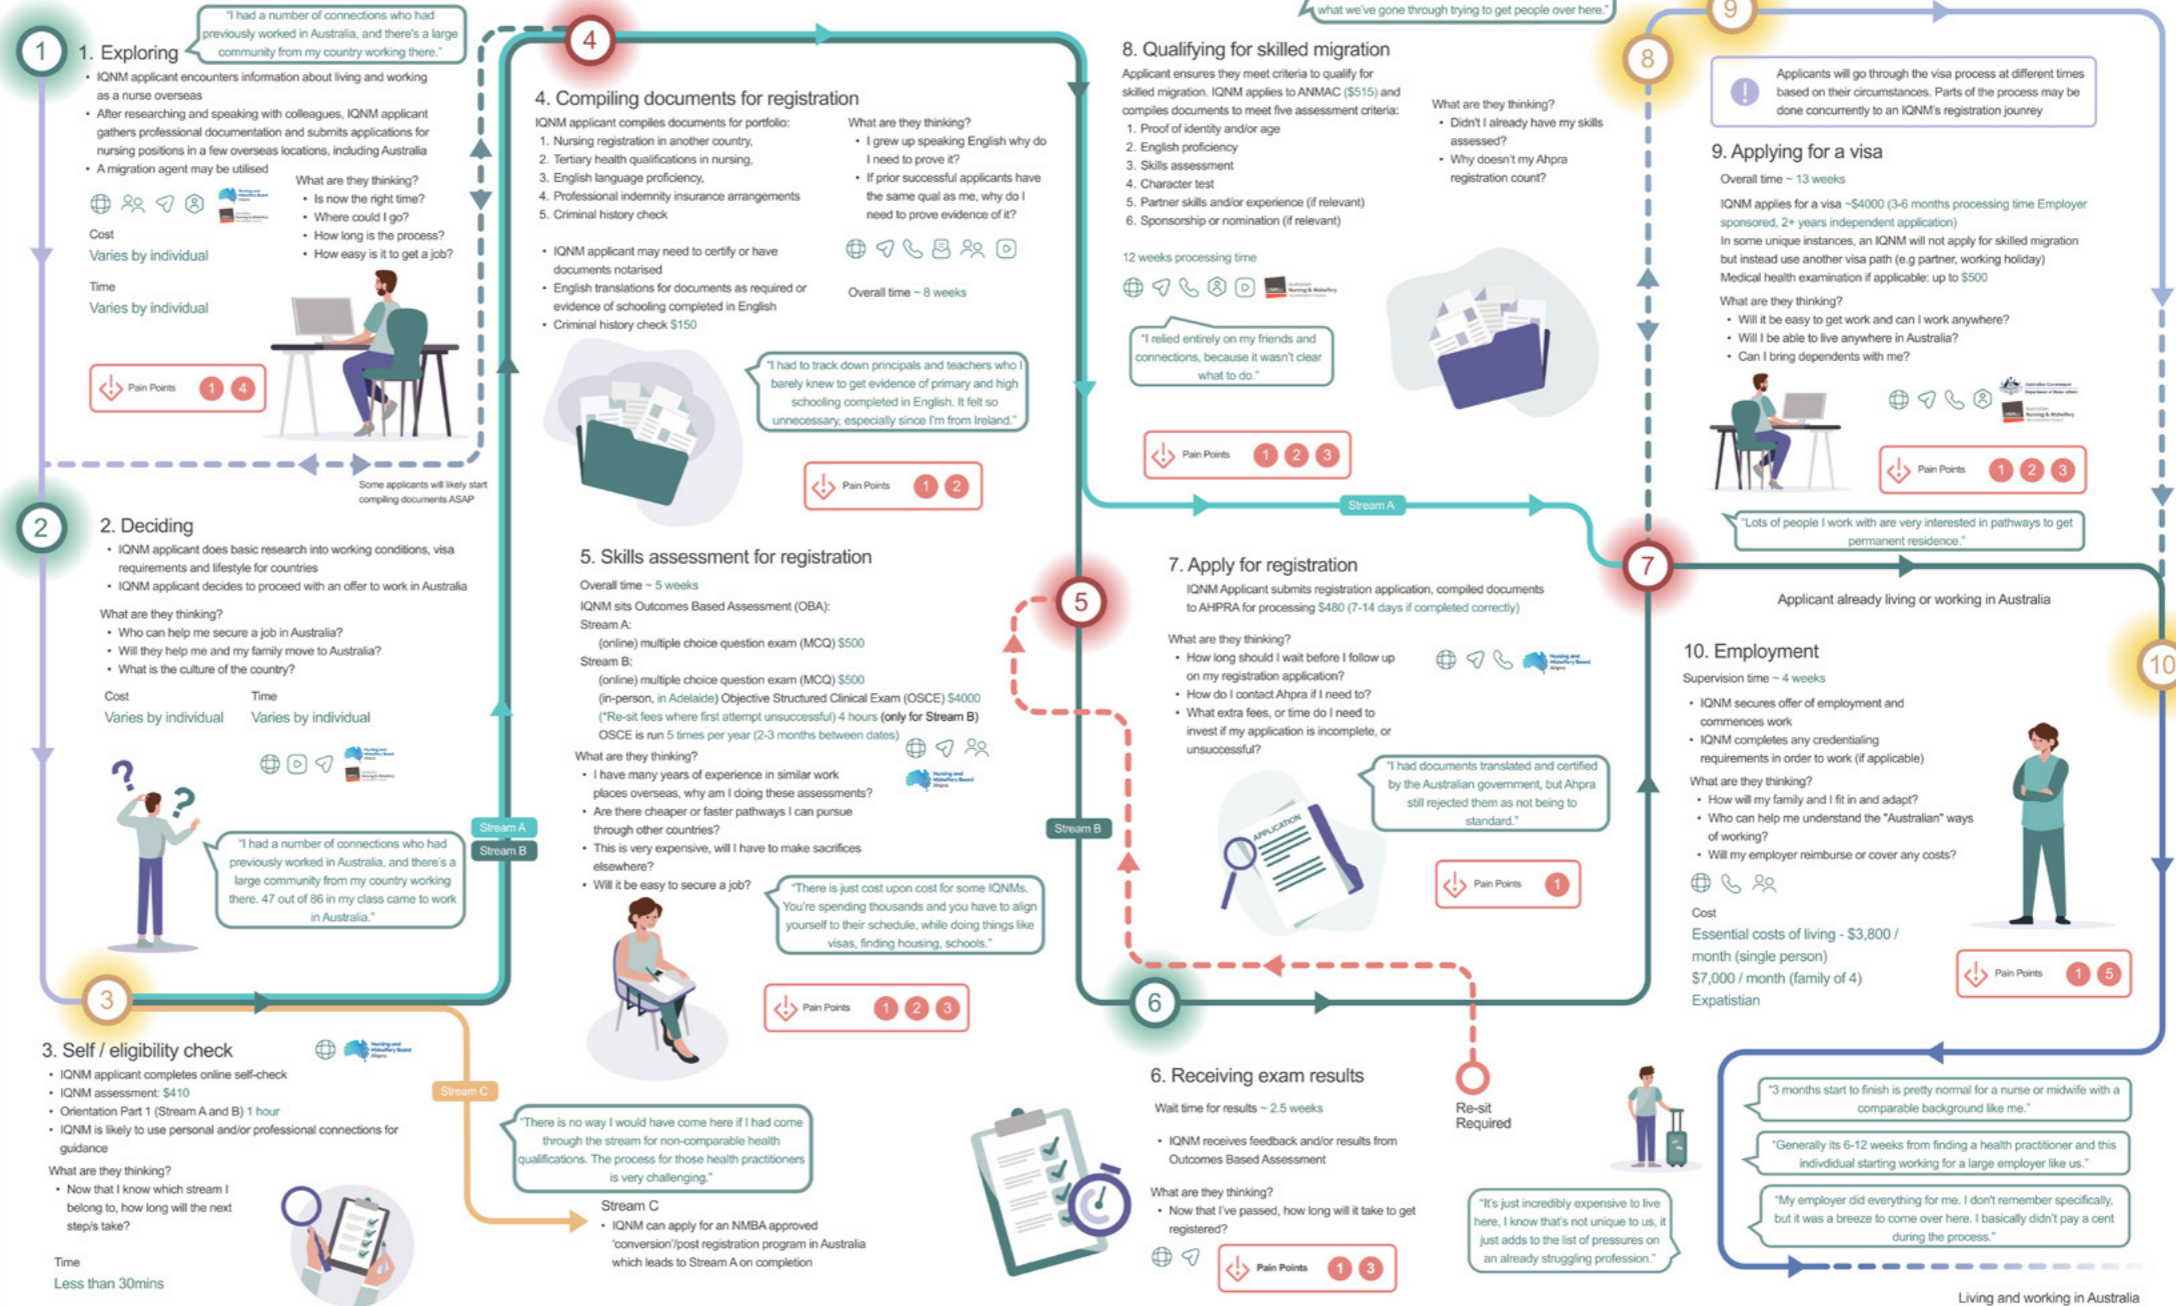 1
"I had a number of connections who had
previously worked in Australia, and there's a large
community from my country working there."
1. Exploring
• IQNM applicant encounters information about living and working
as a nurse overseas
• After researching and speaking with colleagues, IQNM applicant
gathers professional documentation and submits applications for
nursing positions in a few overseas locations, including Australia
• A migration agent may be utilised
What are they thinking?
• Is now the right time?
• Where could I go?
• How long is the process?
• How easy is it to get a job?
Cost
Varies by individual
Time
Varies by individual
Pain Points 1 4
Some applicants will likely start
compiling documents ASAP
2
2. Deciding
• IQNM applicant does basic research into working conditions, visa
requirements and lifestyle for countries
• IQNM applicant decides to proceed with an offer to work in Australia
What are they thinking?
• Who can help me secure a job in Australia?
• Will they help me and my family move to Australia?
• What is the culture of the country?
Cost
Varies by individual
Time
Varies by individual
? ?
"I had a number of connections who had
previously worked in Australia, and there's a
large community from my country working
there. 47 out of 86 in my class came to work
in Australia."
Stream A
Stream B
3
3. Self / eligibility check
• IQNM applicant completes online self-check
• IQNM assessment: $410
• Orientation Part 1 (Stream A and B) 1 hour
• IQNM is likely to use personal and/or professional connections for
guidance
What are they thinking?
• Now that I know which stream I
belong to, how long will the next
step/s take?
Time
Less than 30mins
Stream C
"There is no way I would have come here if I had come
through the stream for non-comparable health
qualifications. The process for those health practitioners
is very challenging."
Stream C
• IQNM can apply for an NMBA approved
'conversion'/post registration program in Australia
which leads to Stream A on completion
4
4. Compiling documents for registration
IQNM applicant compiles documents for portfolio:
1. Nursing registration in another country,
2. Tertiary health qualifications in nursing,
3. English language proficiency,
4. Professional indemnity insurance arrangements
5. Criminal history check
• IQNM applicant may need to certify or have
documents notarised
• English translations for documents as required or
evidence of schooling completed in English
• Criminal history check $150
What are they thinking?
• I grew up speaking English why do
I need to prove it?
• If prior successful applicants have
the same qual as me, why do I
need to prove evidence of it?
Overall time ~ 8 weeks
"I had to track down principals and teachers who I
barely knew to get evidence of primary and high
schooling completed in English. It felt so
unnecessary, especially since I'm from Ireland."
Pain Points 1 2
5
5. Skills assessment for registration
Overall time ~ 5 weeks
IQNM sits Outcomes Based Assessment (OBA):
Stream A:
(online) multiple choice question exam (MCQ) $500
Stream B:
(online) multiple choice question exam (MCQ) $500
(in-person, in Adelaide) Objective Structured Clinical Exam (OSCE) $4000
(*Re-sit fees where first attempt unsuccessful) 4 hours (only for Stream B)
OSCE is run 5 times per year (2-3 months between dates)
What are they thinking?
• I have many years of experience in similar work
places overseas, why am I doing these assessments?
• Are there cheaper or faster pathways I can pursue
through other countries?
• This is very expensive, will I have to make sacrifices
elsewhere?
• Will it be easy to secure a job?
"There is just cost upon cost for some IQNMs.
You're spending thousands and you have to align
yourself to their schedule, while doing things like
visas, finding housing, schools."
Pain Points 1 2 3
Stream B
6
6. Receiving exam results
Wait time for results ~ 2.5 weeks
• IQNM receives feedback and/or results from
Outcomes Based Assessment
What are they thinking?
• Now that I've passed, how long will it take to get
registered?
Pain Points 1 3
Re-sit
Required
Stream A
7
7. Apply for registration
IQNM Applicant submits registration application, compiled documents
to AHPRA for processing $480 (7-14 days if completed correctly)
What are they thinking?
• How long should I wait before I follow up
on my registration application?
• How do I contact Ahpra if I need to?
• What extra fees, or time do I need to
invest if my application is incomplete, or
unsuccessful?
APPLICATION
"I had documents translated and certified
by the Australian government, but Ahpra
still rejected them as not being to
standard."
Pain Points 1
what we've gone through trying to get people over here."
8
8. Qualifying for skilled migration
Applicant ensures they meet criteria to qualify for
skilled migration. IQNM applies to ANMAC ($515) and
compiles documents to meet five assessment criteria:
1. Proof of identity and/or age
2. English proficiency
3. Skills assessment
4. Character test
5. Partner skills and/or experience (if relevant)
6. Sponsorship or nomination (if relevant)
What are they thinking?
• Didn't I already have my skills
assessed?
• Why doesn't my Ahpra
registration count?
12 weeks processing time
"I relied entirely on my friends and
connections, because it wasn't clear
what to do."
Pain Points 1 2 3
9
! Applicants will go through the visa process at different times
based on their circumstances. Parts of the process may be
done concurrently to an IQNM's registration jounrey
9. Applying for a visa
Overall time ~ 13 weeks
IQNM applies for a visa ~$4000 (3-6 months processing time Employer
sponsored, 2+ years independent application)
In some unique instances, an IQNM will not apply for skilled migration
but instead use another visa path (e.g partner, working holiday)
Medical health examination if applicable: up to $500
What are they thinking?
• Will it be easy to get work and can I work anywhere?
• Will I be able to live anywhere in Australia?
• Can I bring dependents with me?
Pain Points 1 2 3
"Lots of people I work with are very interested in pathways to get
permanent residence."
Applicant already living or working in Australia
10
10. Employment
Supervision time ~ 4 weeks
• IQNM secures offer of employment and
commences work
• IQNM completes any credentialing
requirements in order to work (if applicable)
What are they thinking?
• How will my family and I fit in and adapt?
• Who can help me understand the "Australian" ways
of working?
• Will my employer reimburse or cover any costs?
Cost
Essential costs of living - $3,800 /
month (single person)
$7,000 / month (family of 4)
Expatistian
Pain Points 1 5
"3 months start to finish is pretty normal for a nurse or midwife with a
comparable background like me."
"Generally its 6-12 weeks from finding a health practitioner and this
indivdidual starting working for a large employer like us."
"My employer did everything for me. I don't remember specifically,
but it was a breeze to come over here. I basically didn't pay a cent
during the process."
"It's just incredibly expensive to live
here, I know that's not unique to us, it
just adds to the list of pressures on
an already struggling profession."
Living and working in Australia